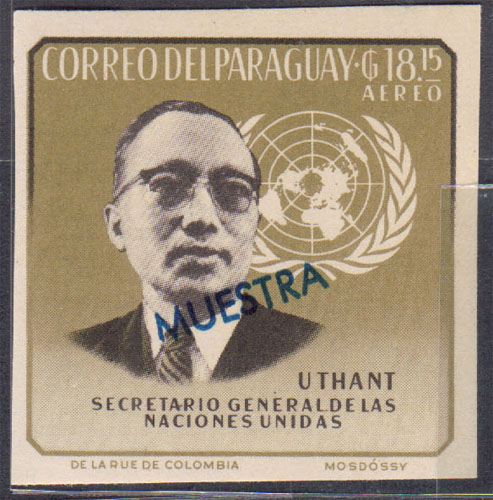 CORREO DEL PARAGUAY·₲18.15
AEREO
MUESTRA
U THANT
SECRETARIO GENERAL DE LAS
NACIONES UNIDAS
DE LA RUE DE COLOMBIA MOSDÓSSY